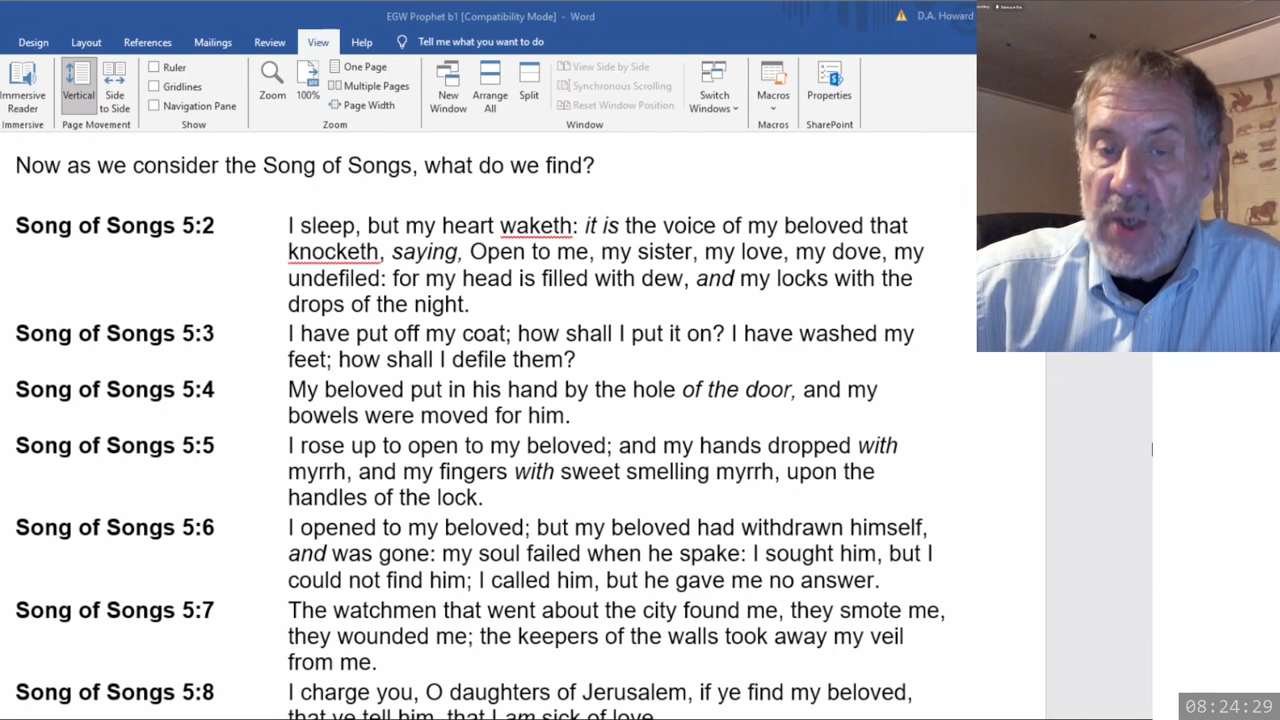 EGW Prophet b1 [Compatibility Mode] - Word
D.A. Howard
Design Layout References Mailings Review View Help Tell me what you want to do
Immersive Reader
Vertical
Side to Side
Ruler
Gridlines
Navigation Pane
Zoom
100%
One Page
Multiple Pages
Page Width
New Window
Arrange All
Split
View Side by Side
Synchronous Scrolling
Reset Window Position
Switch Windows
Macros
Properties
Immersive
Page Movement
Show
Zoom
Window
Macros
SharePoint
Now as we consider the Song of Songs, what do we find?
Song of Songs 5:2 I sleep, but my heart waketh: it is the voice of my beloved that
knocketh, saying, Open to me, my sister, my love, my dove, my
undefiled: for my head is filled with dew, and my locks with the
drops of the night.
Song of Songs 5:3 I have put off my coat; how shall I put it on? I have washed my
feet; how shall I defile them?
Song of Songs 5:4 My beloved put in his hand by the hole of the door, and my
bowels were moved for him.
Song of Songs 5:5 I rose up to open to my beloved; and my hands dropped with
myrrh, and my fingers with sweet smelling myrrh, upon the
handles of the lock.
Song of Songs 5:6 I opened to my beloved; but my beloved had withdrawn himself,
and was gone: my soul failed when he spake: I sought him, but I
could not find him; I called him, but he gave me no answer.
Song of Songs 5:7 The watchmen that went about the city found me, they smote me,
they wounded me; the keepers of the walls took away my veil
from me.
Song of Songs 5:8 I charge you, O daughters of Jerusalem, if ye find my beloved,
that ye tell him, that I am sick of love.
08:24:29